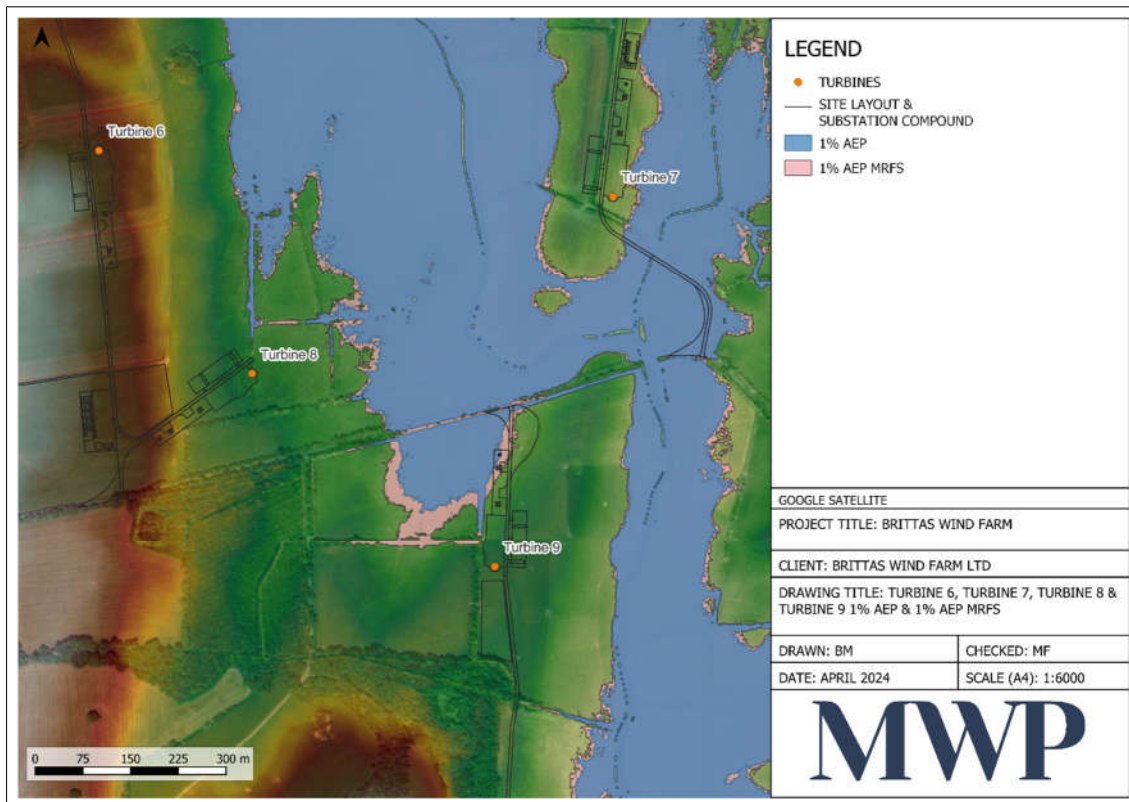 Turbine 6
Turbine 7
Turbine 8
Turbine 9
0 75 150 225 300 m
LEGEND
TURBINES
SITE LAYOUT &
SUBSTATION COMPOUND
1% AEP
1% AEP MRFS
GOOGLE SATELLITE
PROJECT TITLE: BRITTAS WIND FARM
CLIENT: BRITTAS WIND FARM LTD
DRAWING TITLE: TURBINE 6, TURBINE 7, TURBINE 8 &
TURBINE 9 1% AEP & 1% AEP MRFS
DRAWN: BM CHECKED: MF
DATE: APRIL 2024 SCALE (A4): 1:6000
MWP